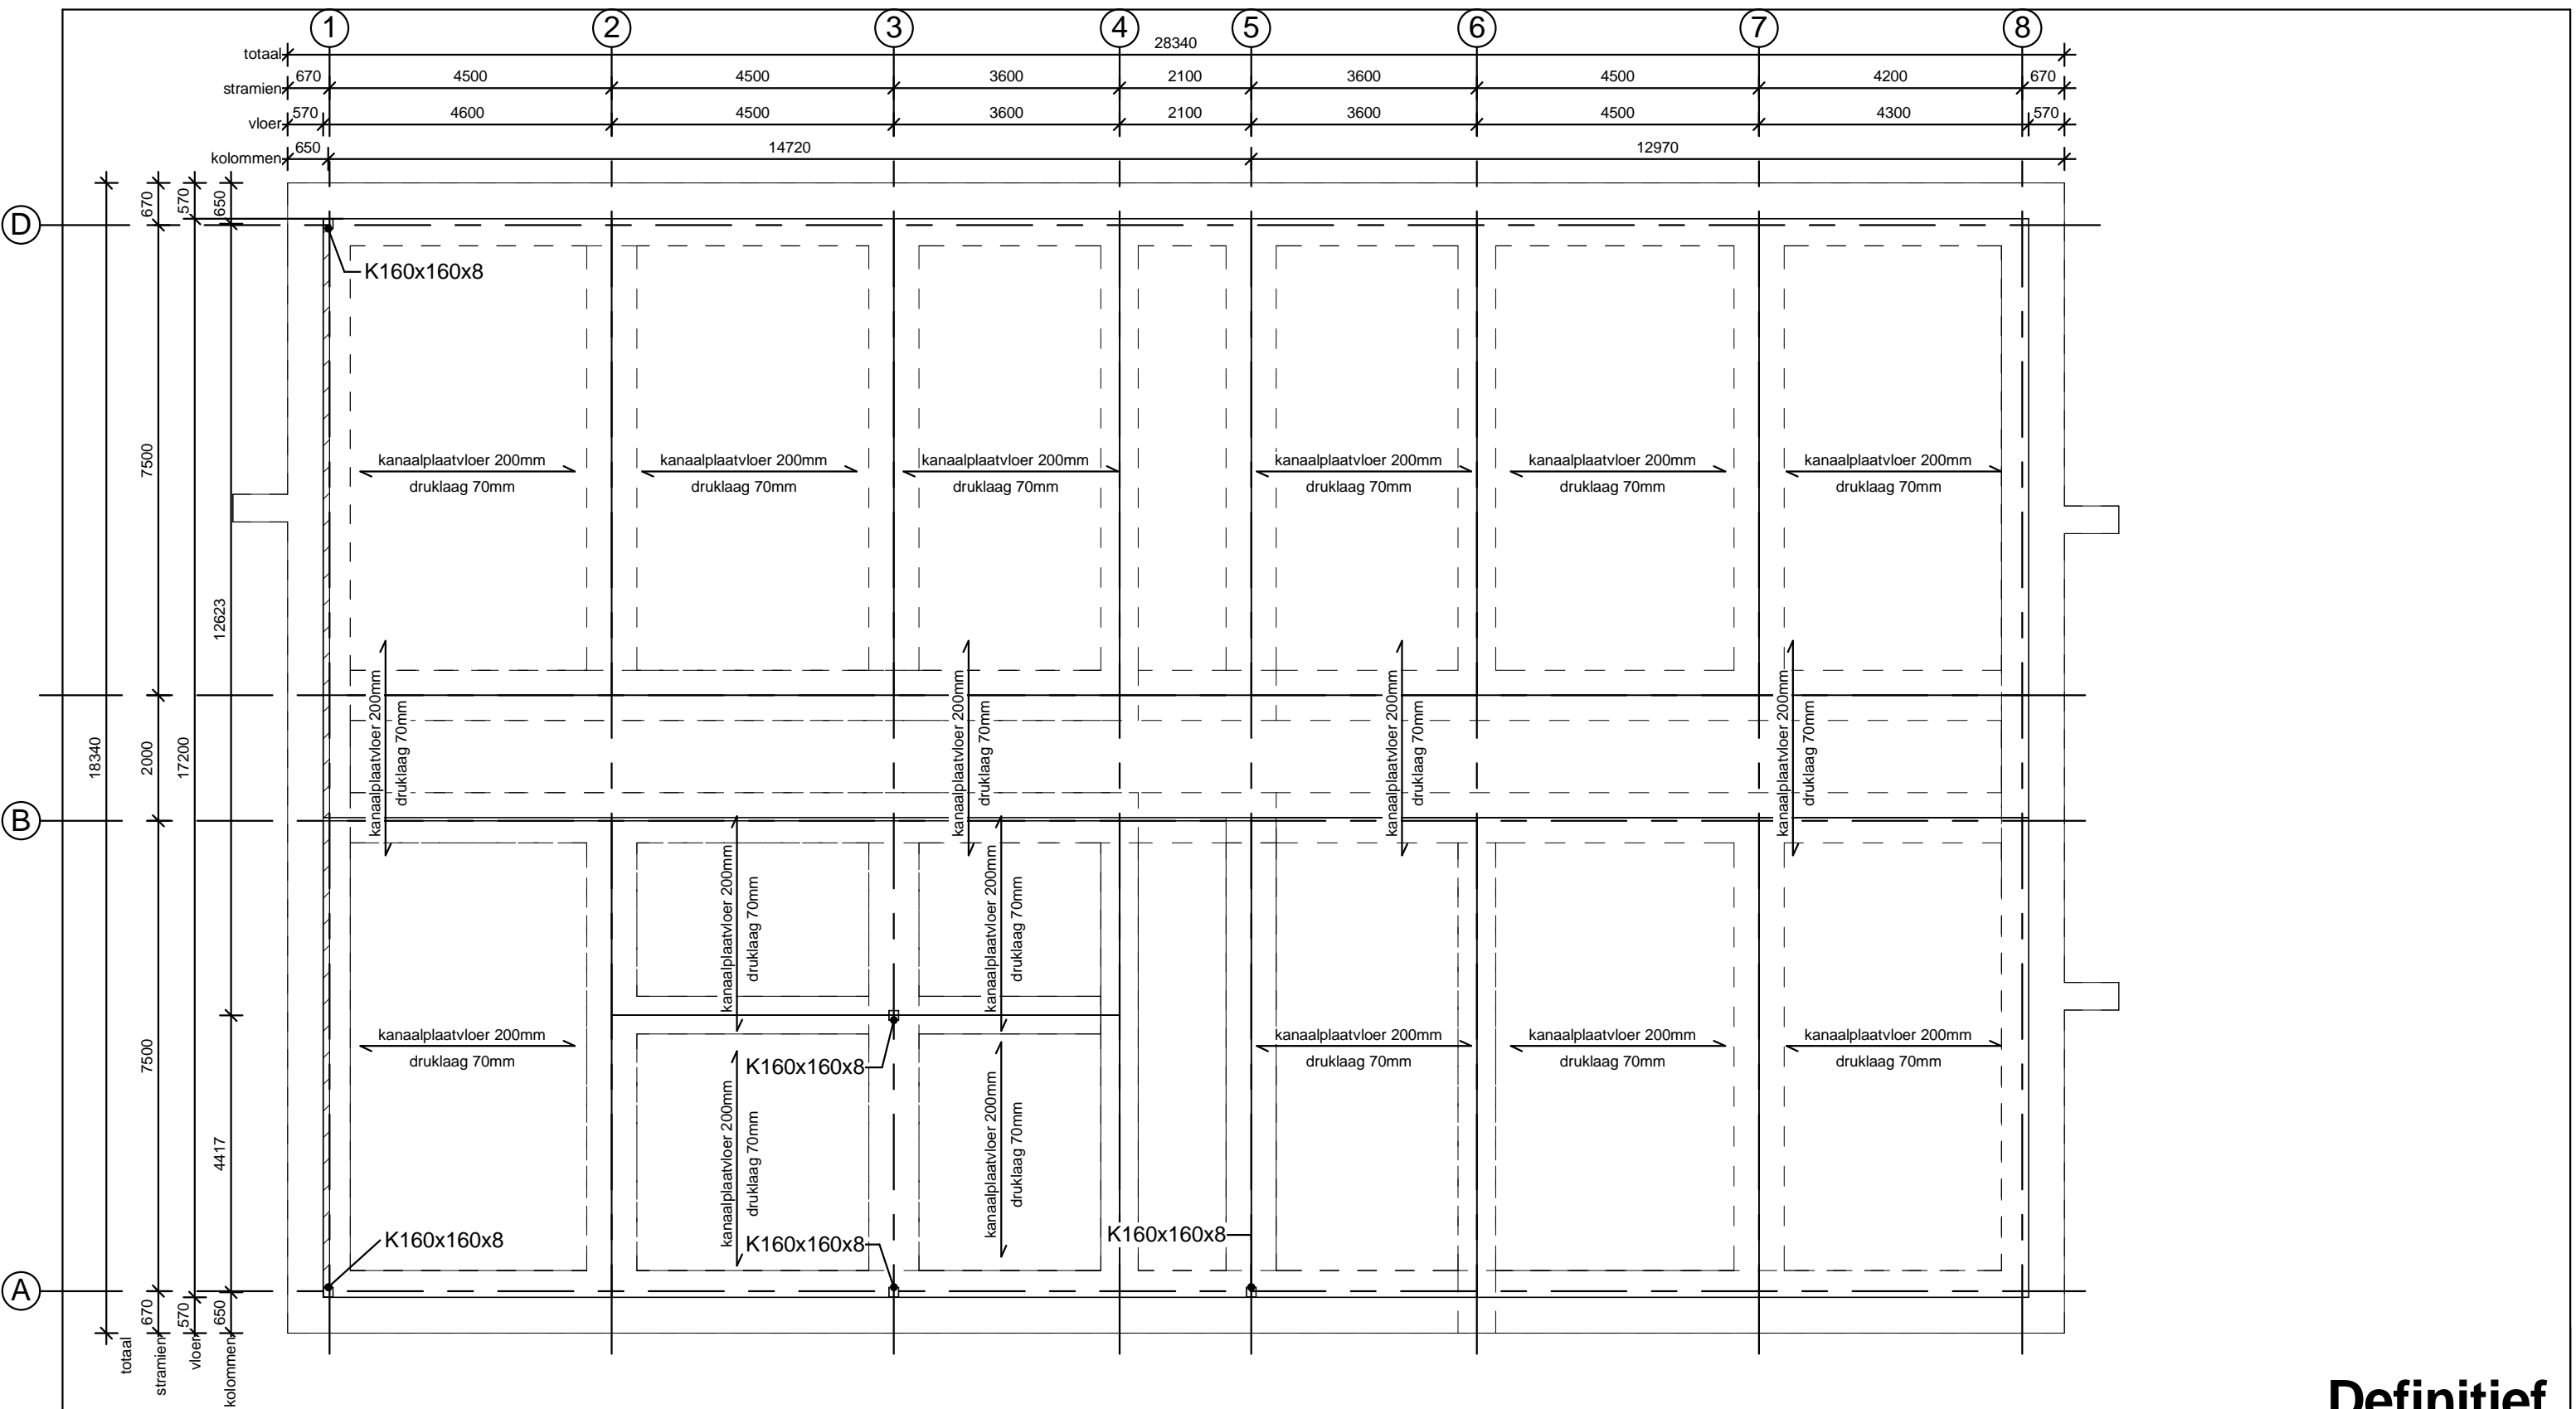 1 2 3 4 5 6 7 8
totaal 28340
stramien 670 4500 4500 3600 2100 3600 4500 4200 670
vloer 570 4600 4500 3600 2100 3600 4500 4300 570
kolommen 650 14720 12970
670 570 650
D
K160x160x8
7500
kanaalplaatvloer 200mm kanaalplaatvloer 200mm kanaalplaatvloer 200mm kanaalplaatvloer 200mm kanaalplaatvloer 200mm kanaalplaatvloer 200mm
druklaag 70mm druklaag 70mm druklaag 70mm druklaag 70mm druklaag 70mm druklaag 70mm
12623
18340
2000
17200
kanaalplaatvloer 200mm
druklaag 70mm
kanaalplaatvloer 200mm
druklaag 70mm
kanaalplaatvloer 200mm
druklaag 70mm
kanaalplaatvloer 200mm
druklaag 70mm
B
kanaalplaatvloer 200mm
druklaag 70mm
kanaalplaatvloer 200mm
druklaag 70mm
7500
kanaalplaatvloer 200mm kanaalplaatvloer 200mm kanaalplaatvloer 200mm kanaalplaatvloer 200mm
druklaag 70mm druklaag 70mm druklaag 70mm druklaag 70mm
K160x160x8
4417
kanaalplaatvloer 200mm
druklaag 70mm
kanaalplaatvloer 200mm
druklaag 70mm
K160x160x8
K160x160x8
K160x160x8
A
670 570 650
totaal
stramien
vloer
kolommen
Definitief